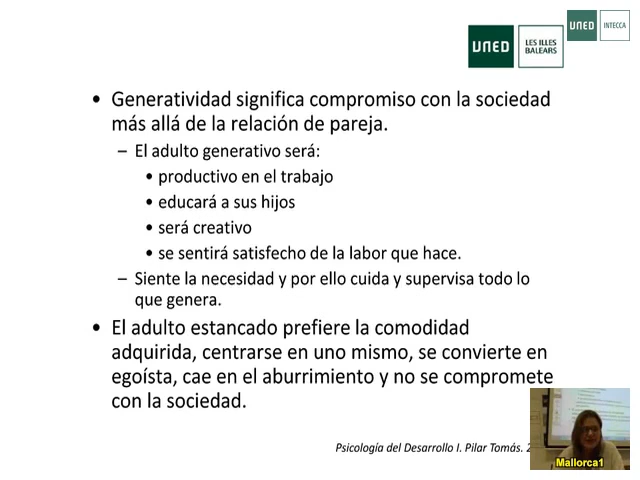 UNED
INTECCA
UNED
LES ILLES
BALEARS
• Generatividad significa compromiso con la sociedad
más allá de la relación de pareja.
– El adulto generativo será:
• productivo en el trabajo
• educará a sus hijos
• será creativo
• se sentirá satisfecho de la labor que hace.
– Siente la necesidad y por ello cuida y supervisa todo lo
que genera.
• El adulto estancado prefiere la comodidad
adquirida, centrarse en uno mismo, se convierte en
egoísta, cae en el aburrimiento y no se compromete
con la sociedad.
Psicología del Desarrollo I. Pilar Tomás.
Mallorca1